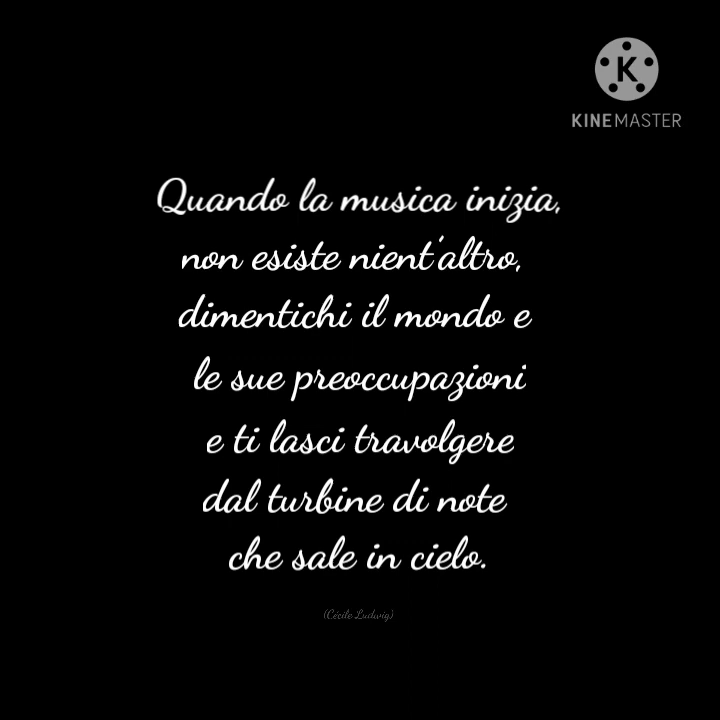 KINEMASTER
Quando la musica inizia,
non esiste nient'altro,
dimentichi il mondo e
le sue preoccupazioni
e ti lasci travolgere
dal turbine di note
che sale in cielo.
(Cécile Ludwig)